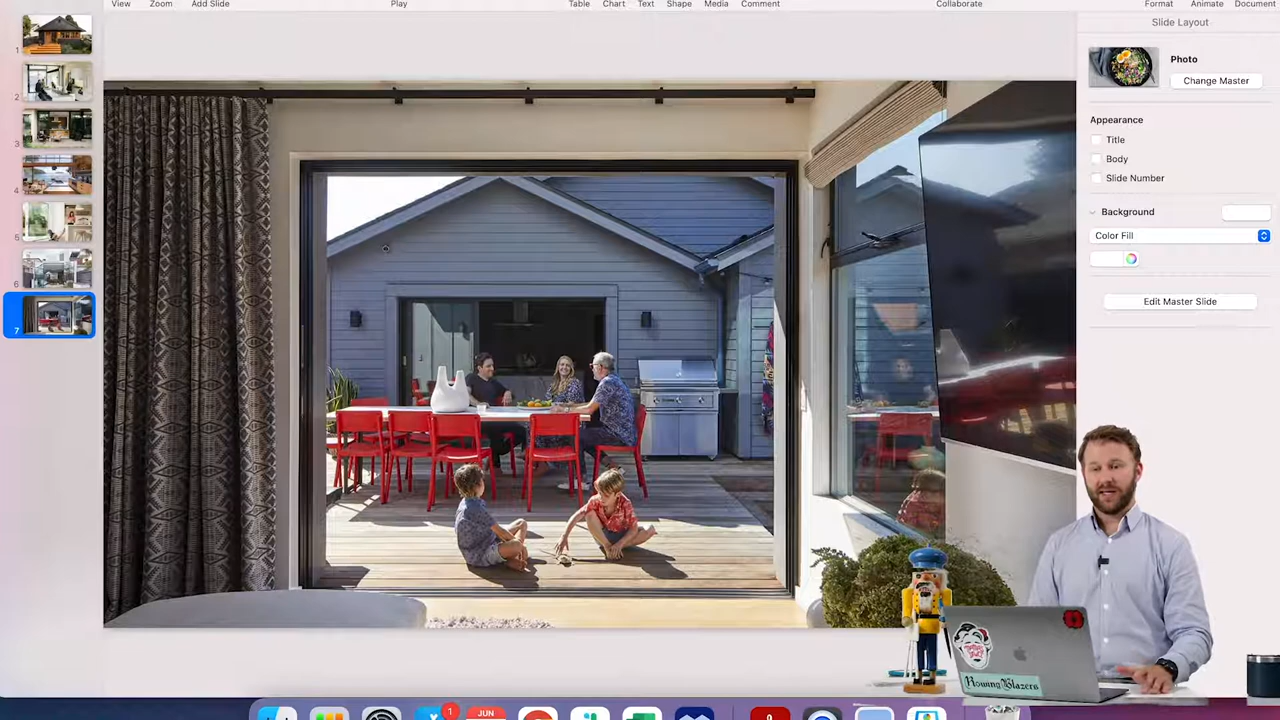 View Zoom Add Slide Play Table Chart Text Shape Media Comment Collaborate Format Animate Document
Slide Layout
Photo
Change Master
Appearance
Title
Body
Slide Number
Background
Color Fill
Edit Master Slide
1
2
3
4
5
6
7
1
JUN
Rowing Blazers